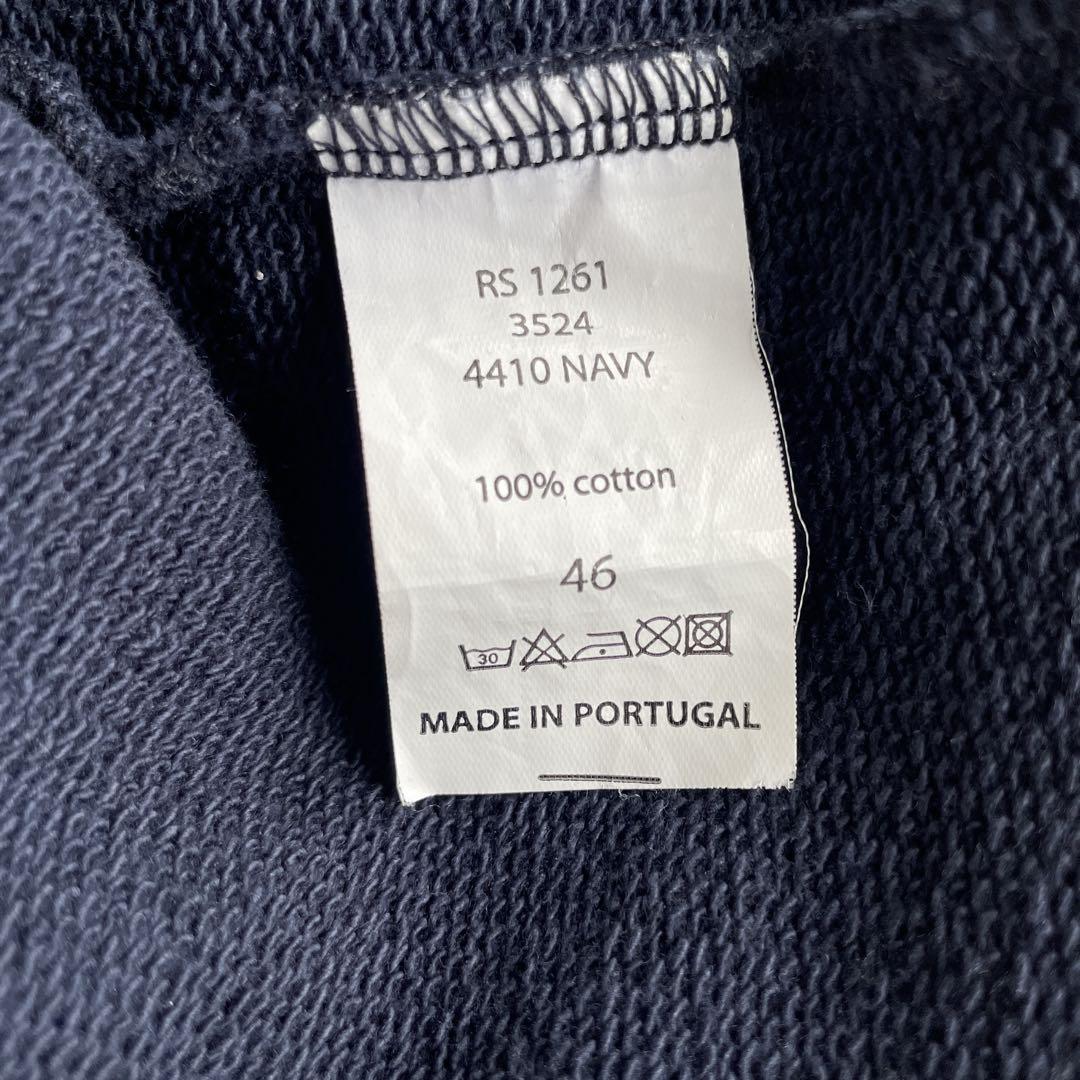 RS 1261
3524
4410 NAVY
100% cotton
46
30
MADE IN PORTUGAL